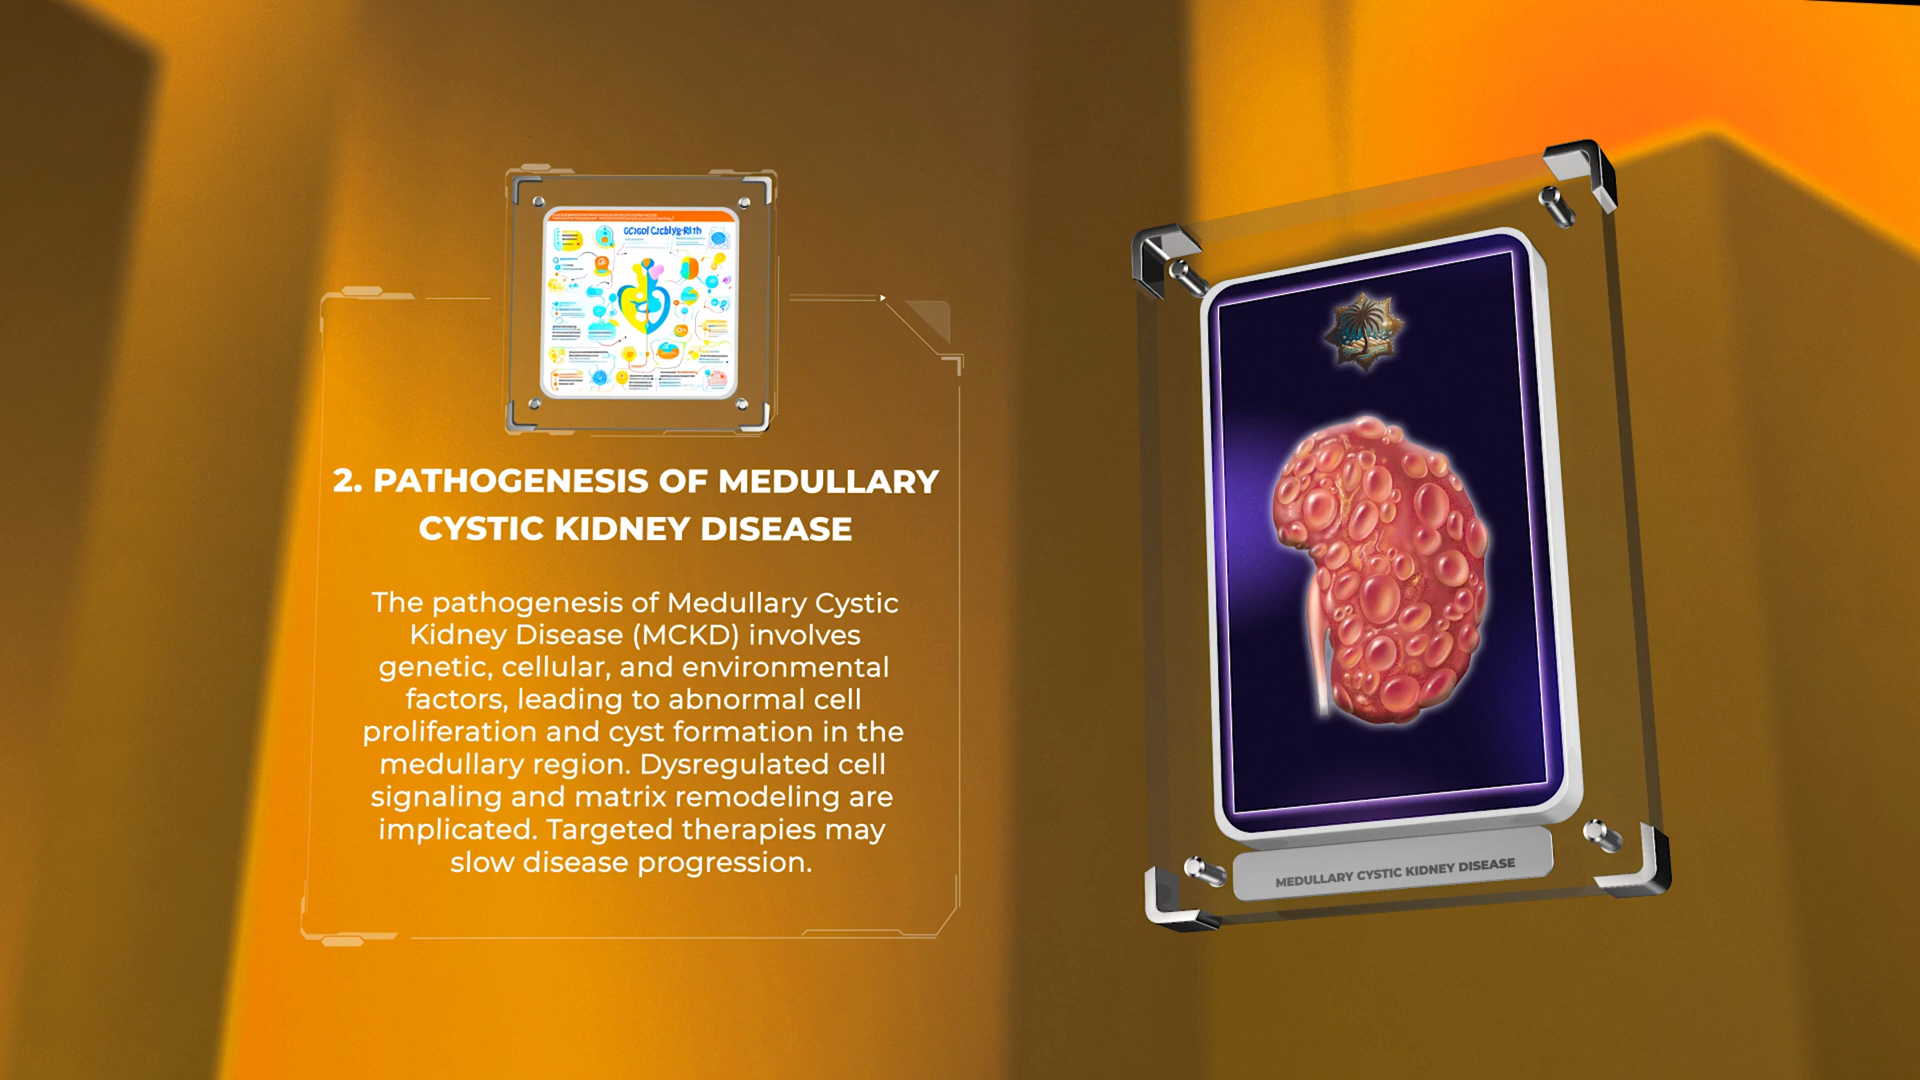 2. PATHOGENESIS OF MEDULLARY
CYSTIC KIDNEY DISEASE
The pathogenesis of Medullary Cystic
Kidney Disease (MCKD) involves
genetic, cellular, and environmental
factors, leading to abnormal cell
proliferation and cyst formation in the
medullary region. Dysregulated cell
signaling and matrix remodeling are
implicated. Targeted therapies may
slow disease progression.
MEDULLARY CYSTIC KIDNEY DISEASE